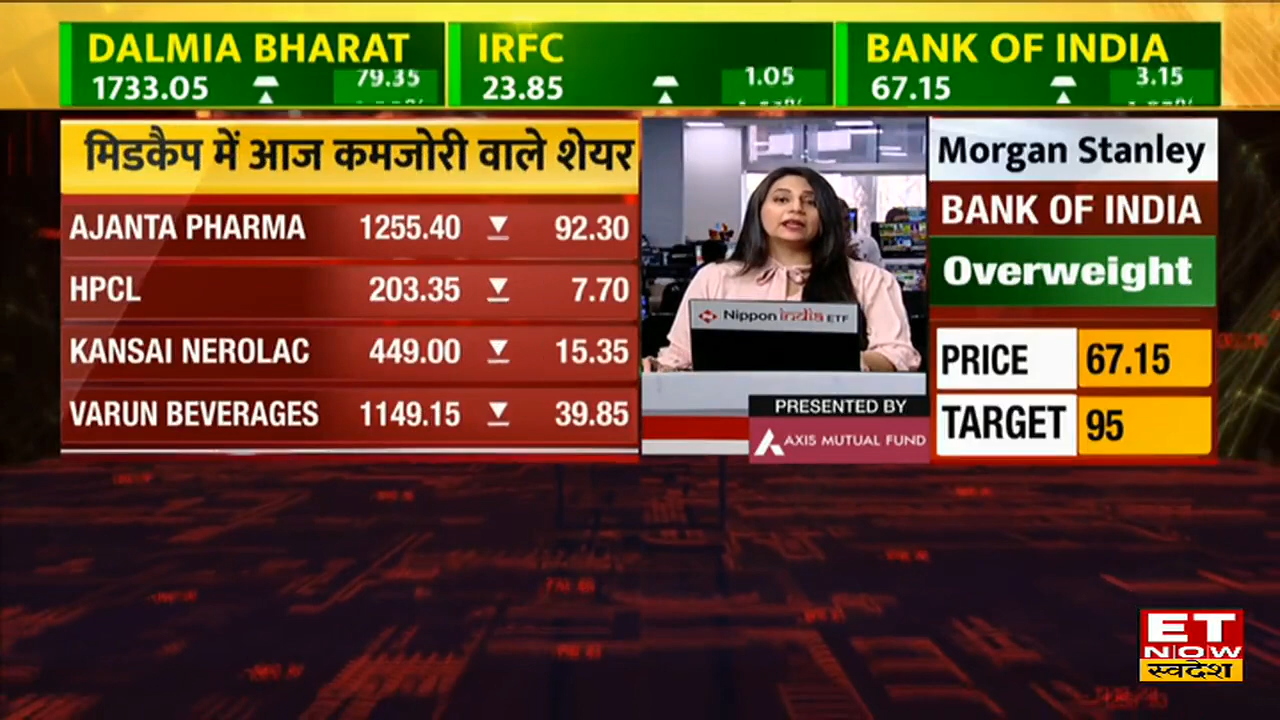 DALMIA BHARAT
1733.05 79.35
IRFC
23.85 1.05
BANK OF INDIA
67.15 3.15
मिडकैप में आज कमजोरी वाले शेयर
AJANTA PHARMA 1255.40 92.30
HPCL 203.35 7.70
KANSAI NEROLAC 449.00 15.35
VARUN BEVERAGES 1149.15 39.85
Nippon india ETF
PRESENTED BY
AXIS MUTUAL FUND
Morgan Stanley
BANK OF INDIA
Overweight
PRICE 67.15
TARGET 95
ET
NOW
स्वदेश